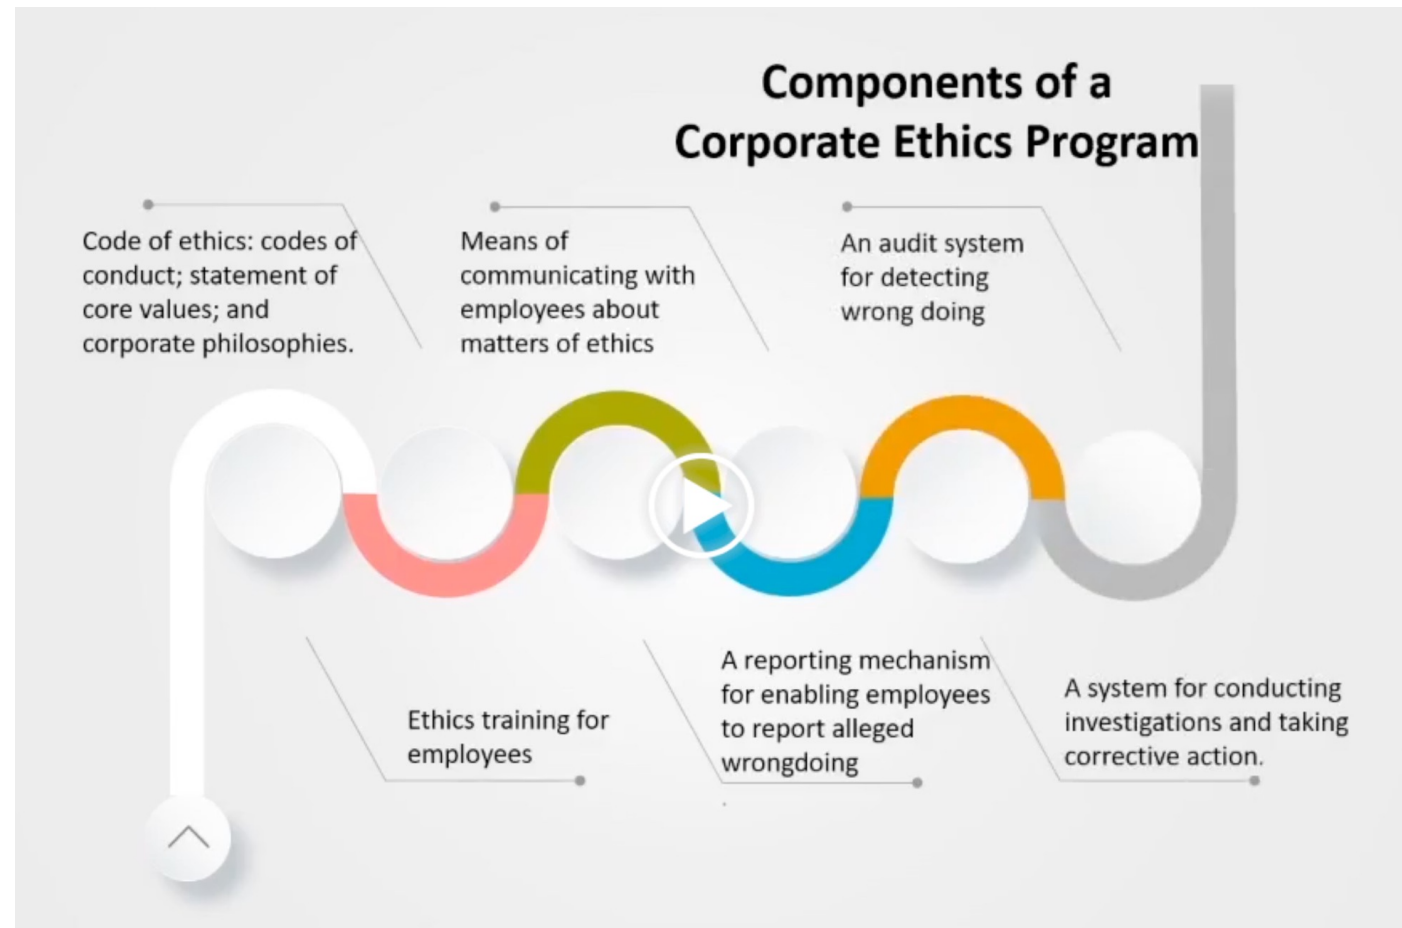 Components of a
Corporate Ethics Program
Code of ethics: codes of
conduct; statement of
core values; and
corporate philosophies.
Means of
communicating with
employees about
matters of ethics
An audit system
for detecting
wrong doing
Ethics training for
employees
A reporting mechanism
for enabling employees
to report alleged
wrongdoing
.
A system for conducting
investigations and taking
corrective action.